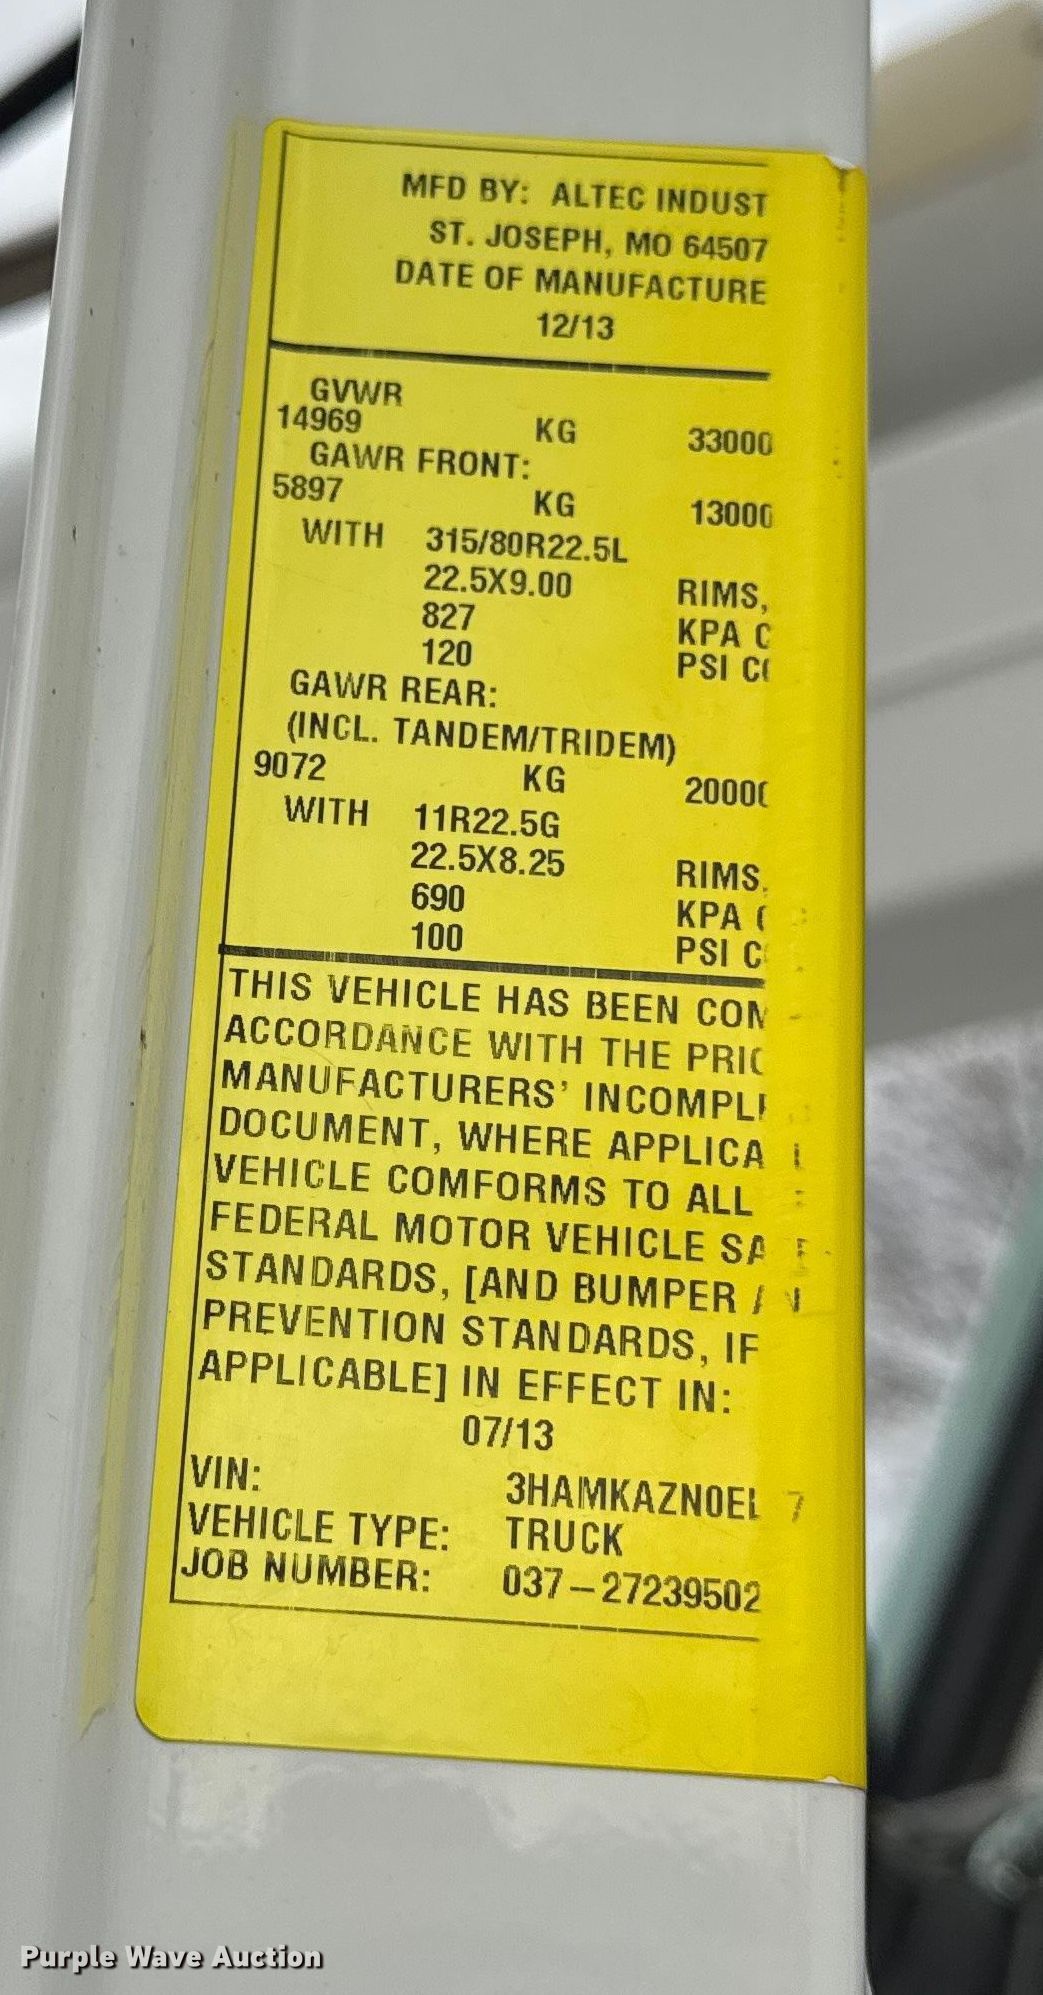 MFD BY: ALTEC INDUST
ST. JOSEPH, MO 64507
DATE OF MANUFACTURE
12/13
GVWR
14969 KG 33000
GAWR FRONT:
5897 KG 13000
WITH 315/80R22.5L
22.5X9.00 RIMS,
827 KPA C
120 PSI C
GAWR REAR:
(INCL. TANDEM/TRIDEM)
9072 KG 20000
WITH 11R22.5G
22.5X8.25 RIMS,
690 KPA
100 PSI C
THIS VEHICLE HAS BEEN COM
ACCORDANCE WITH THE PRIO
MANUFACTURERS' INCOMPL
DOCUMENT, WHERE APPLICA
VEHICLE COMFORMS TO ALL
FEDERAL MOTOR VEHICLE SA
STANDARDS, [AND BUMPER
PREVENTION STANDARDS, IF
APPLICABLE] IN EFFECT IN:
07/13
VIN: 3HAMKAZN0EL 7
VEHICLE TYPE: TRUCK
JOB NUMBER: 037-27239502
Purple Wave Auction